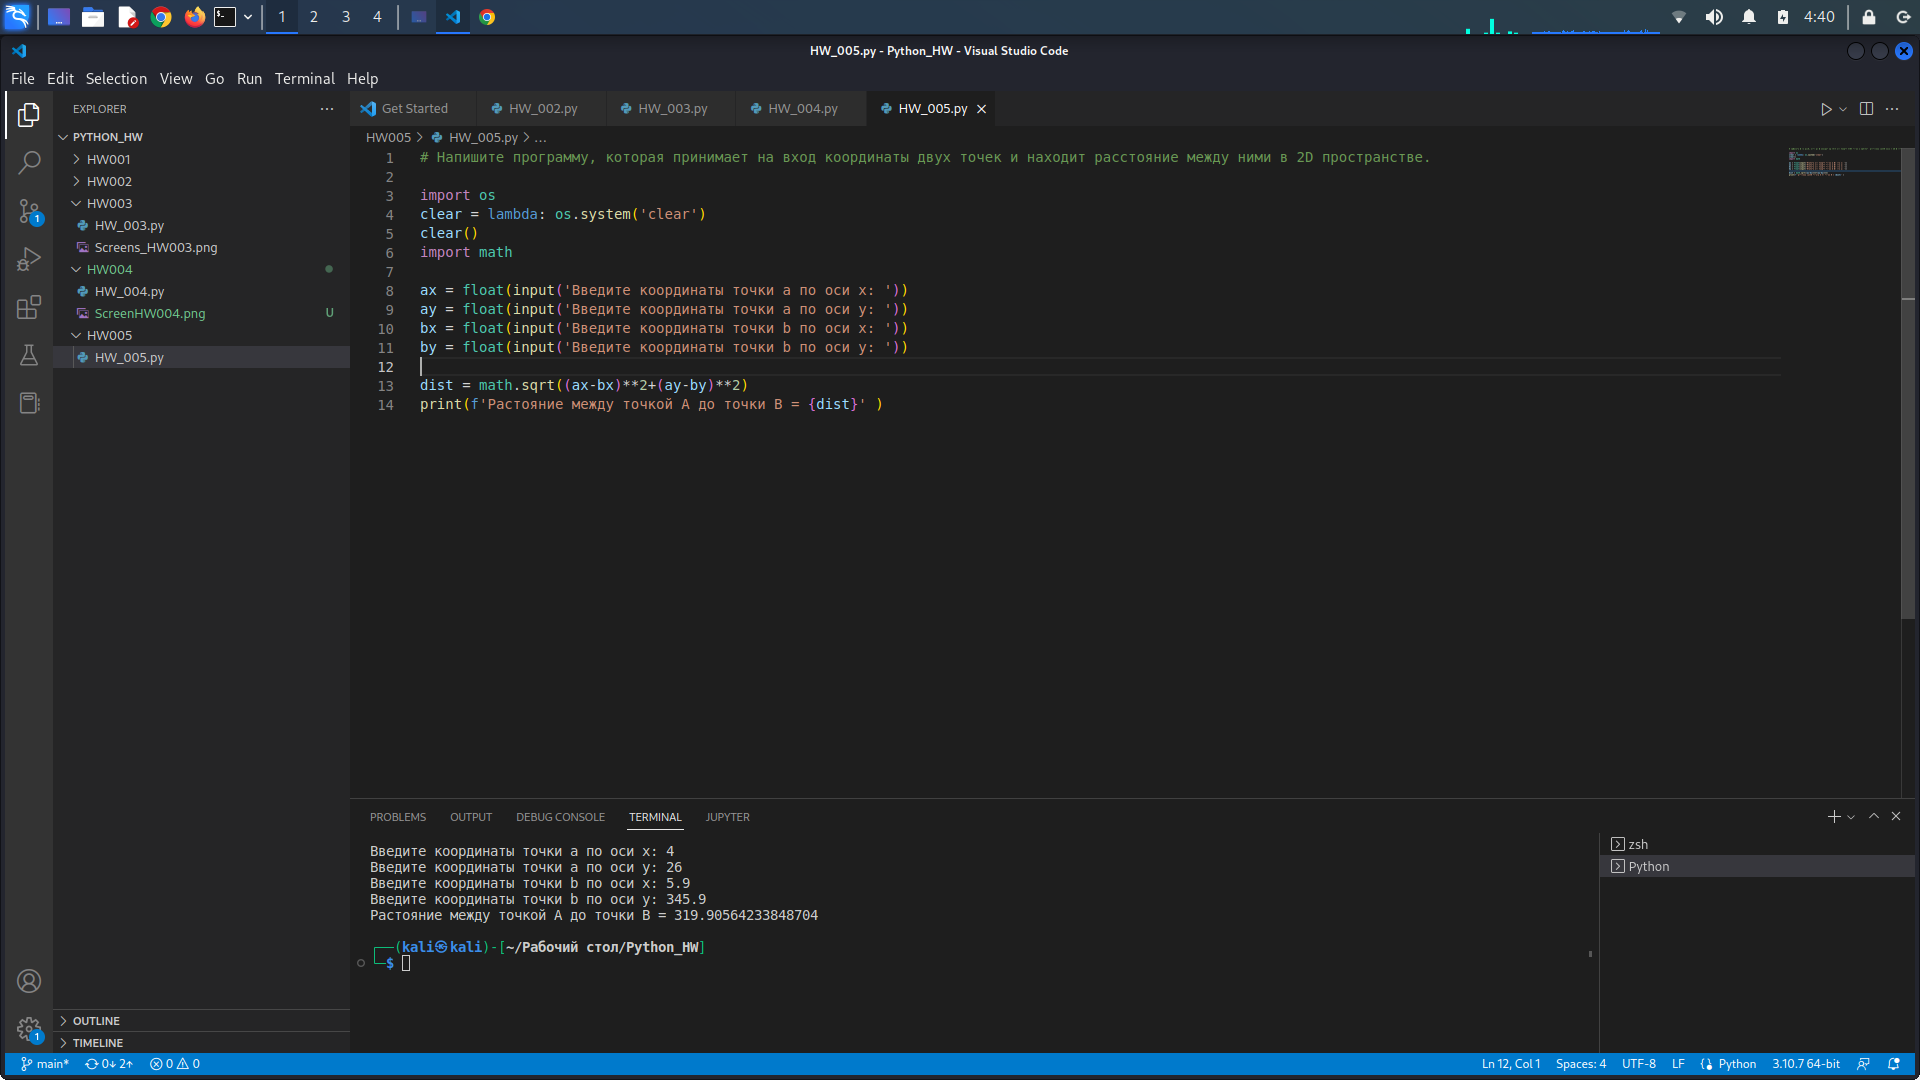 1 2 3 4 4:40
HW_005.py - Python_HW - Visual Studio Code
File Edit Selection View Go Run Terminal Help
EXPLORER
PYTHON_HW
HW001
HW002
HW003
HW_003.py
Screens_HW003.png
HW004
HW_004.py
ScreenHW004.png U
HW005
HW_005.py
OUTLINE
TIMELINE
Get Started HW_002.py HW_003.py HW_004.py HW_005.py
HW005 > HW_005.py > ...
1 # Напишите программу, которая принимает на вход координаты двух точек и находит расстояние между ними в 2D пространстве.
2
3 import os
4 clear = lambda: os.system('clear')
5 clear()
6 import math
7
8 ax = float(input('Введите координаты точки a по оси x: '))
9 ay = float(input('Введите координаты точки a по оси y: '))
10 bx = float(input('Введите координаты точки b по оси x: '))
11 by = float(input('Введите координаты точки b по оси y: '))
12
13 dist = math.sqrt((ax-bx)**2+(ay-by)**2)
14 print(f'Растояние между точкой A до точки B = {dist}' )
PROBLEMS OUTPUT DEBUG CONSOLE TERMINAL JUPYTER
Введите координаты точки a по оси x: 4
Введите координаты точки a по оси y: 26
Введите координаты точки b по оси x: 5.9
Введите координаты точки b по оси y: 345.9
Растояние между точкой A до точки B = 319.90564233848704
(kali㉿kali)-[~/Рабочий стол/Python_HW]
$
zsh
Python
1
1
main* 0↓ 2↑ 0 0 Ln 12, Col 1 Spaces: 4 UTF-8 LF Python 3.10.7 64-bit